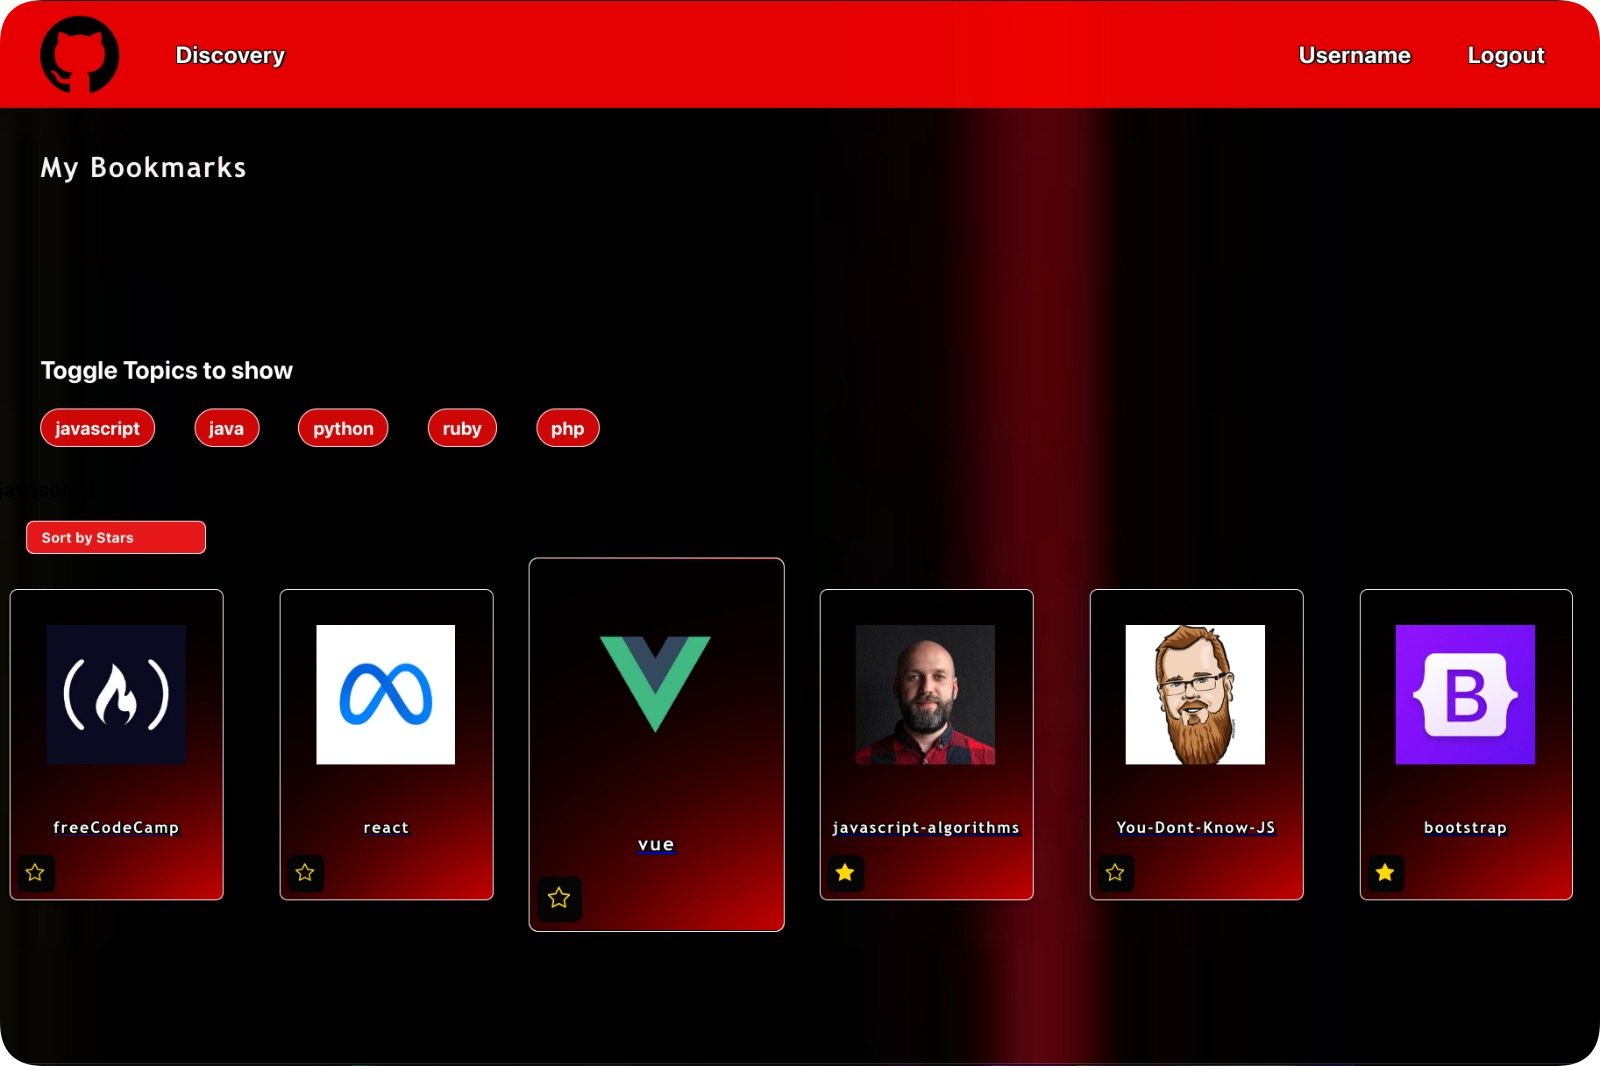 Discovery
Username
Logout
My Bookmarks
Toggle Topics to show
javascript
java
python
ruby
php
javascript
Sort by Stars
freeCodeCamp
react
vue
javascript-algorithms
You-Dont-Know-JS
bootstrap